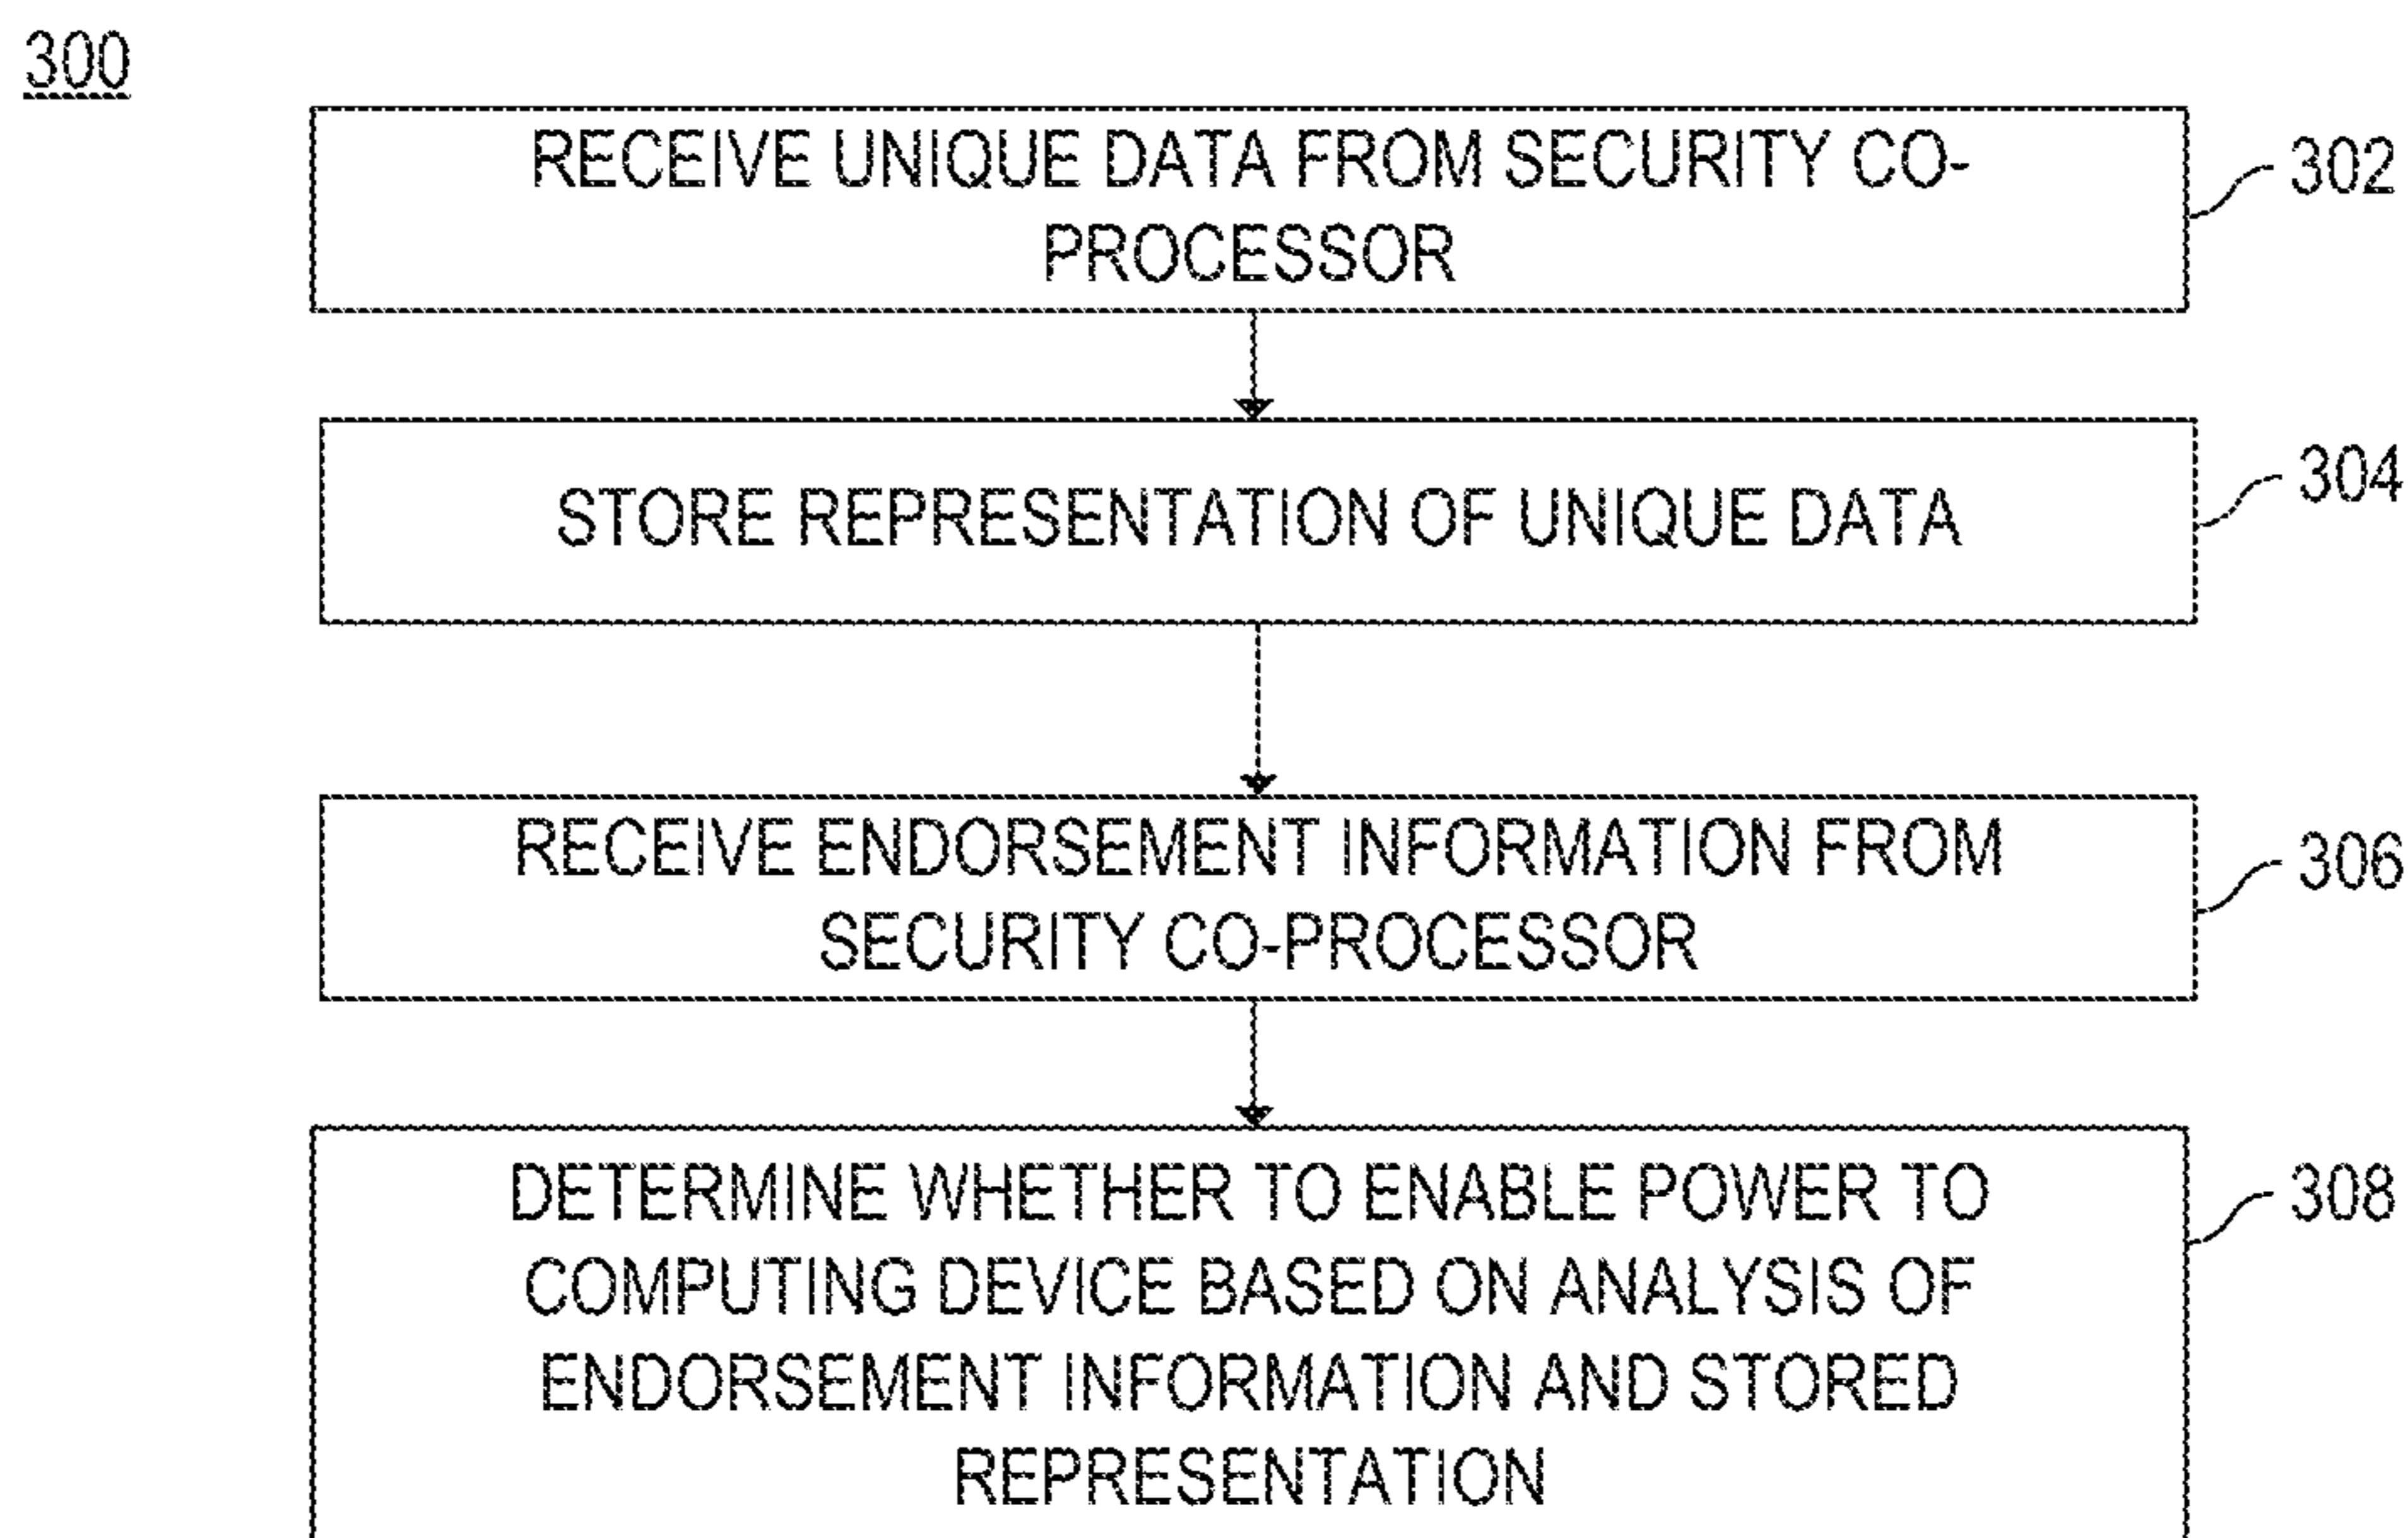 300
RECEIVE UNIQUE DATA FROM SECURITY CO-
PROCESSOR
302
STORE REPRESENTATION OF UNIQUE DATA
304
RECEIVE ENDORSEMENT INFORMATION FROM
SECURITY CO-PROCESSOR
306
DETERMINE WHETHER TO ENABLE POWER TO
COMPUTING DEVICE BASED ON ANALYSIS OF
ENDORSEMENT INFORMATION AND STORED
REPRESENTATION
308